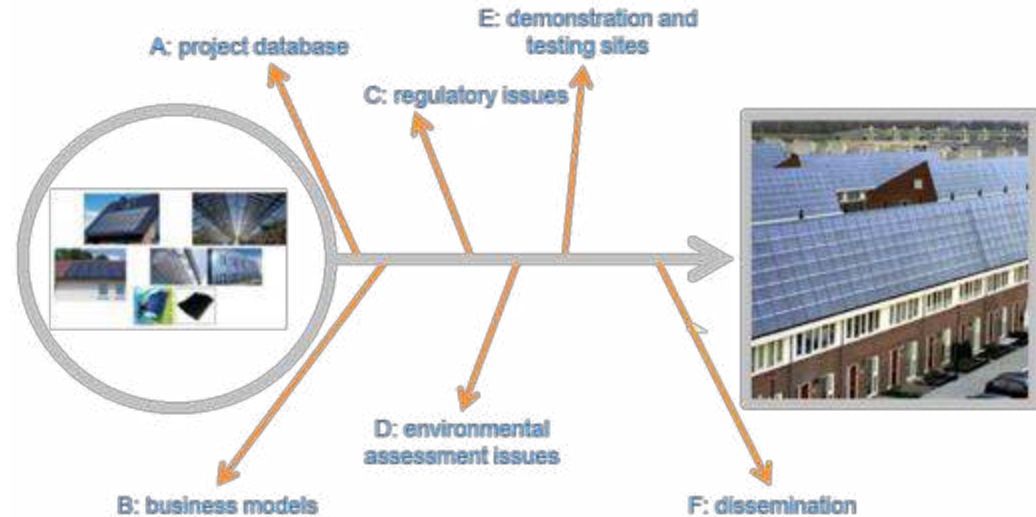 E: demonstration and
testing sites
A: project database
C: regulatory issues
D: environmental
assessment issues
B: business models
F: dissemination